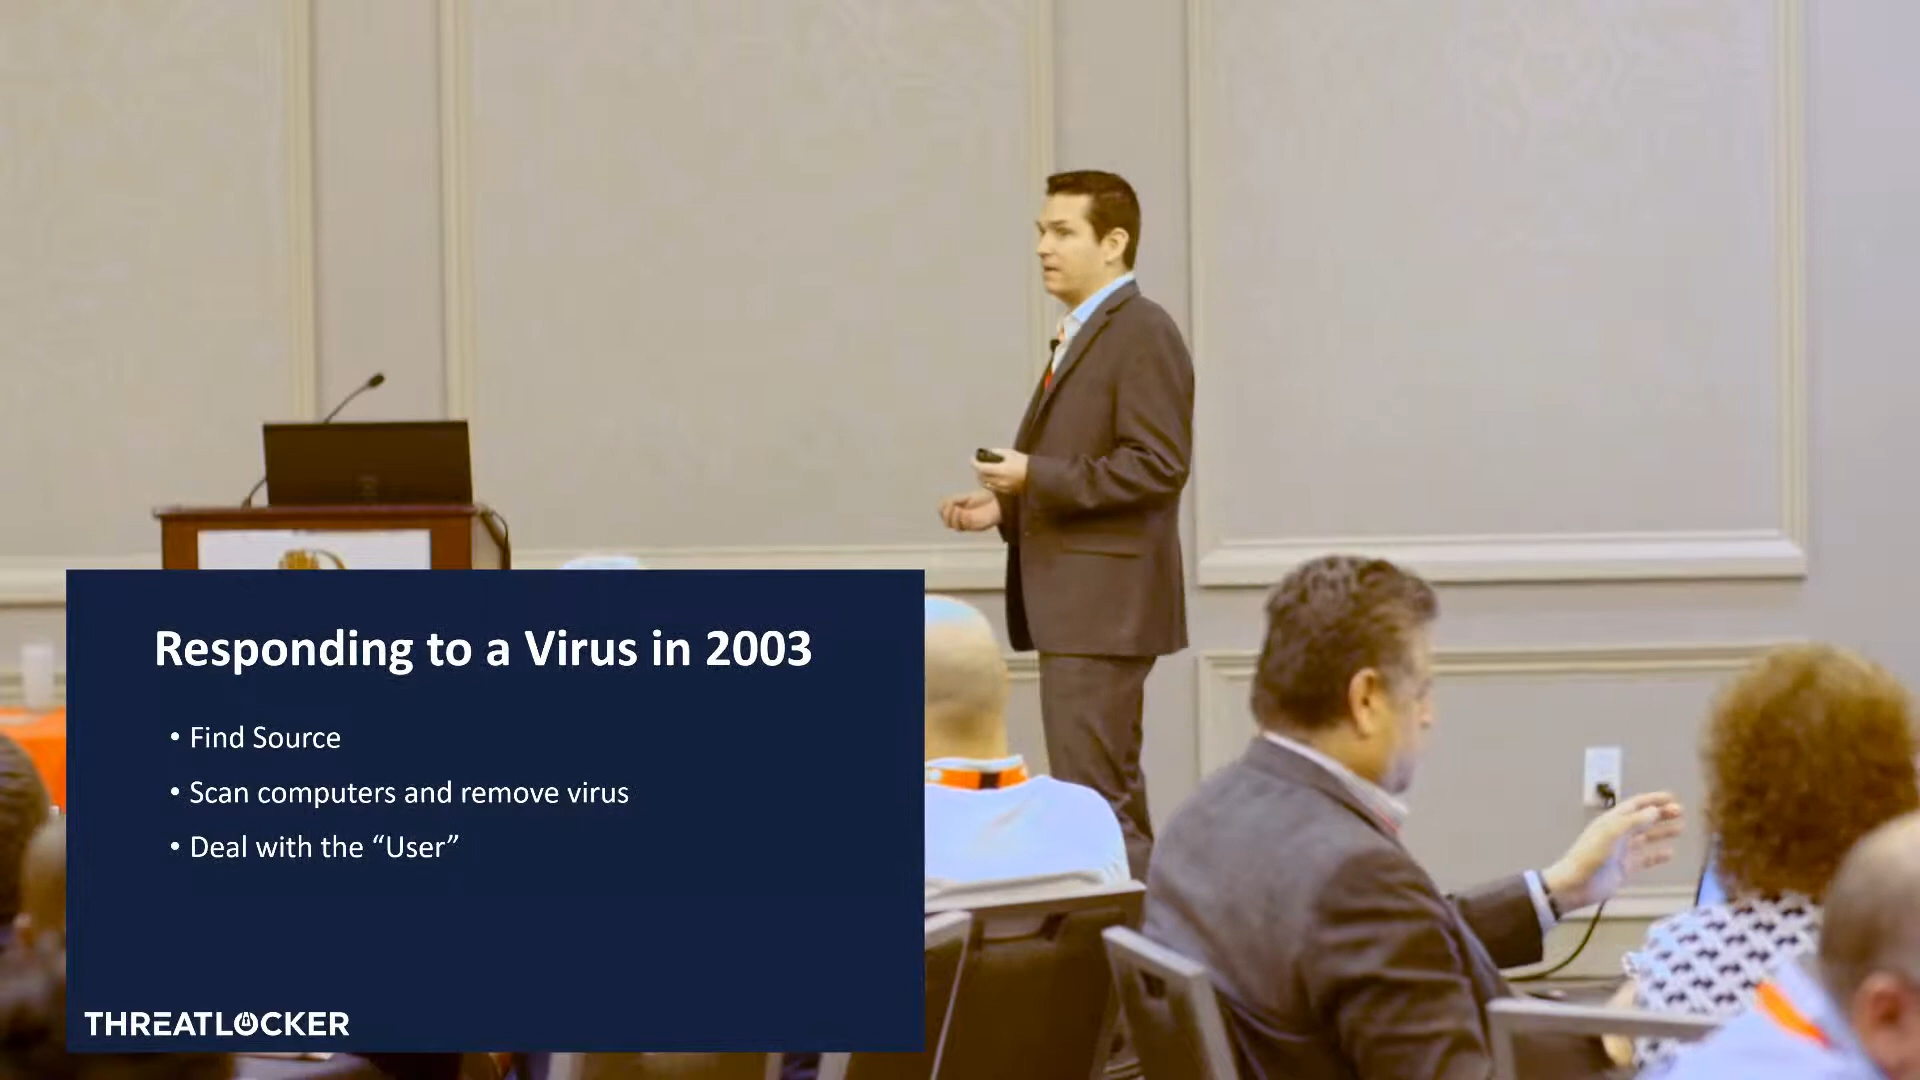 Responding to a Virus in 2003
• Find Source
• Scan computers and remove virus
• Deal with the “User”
THREATLOCKER